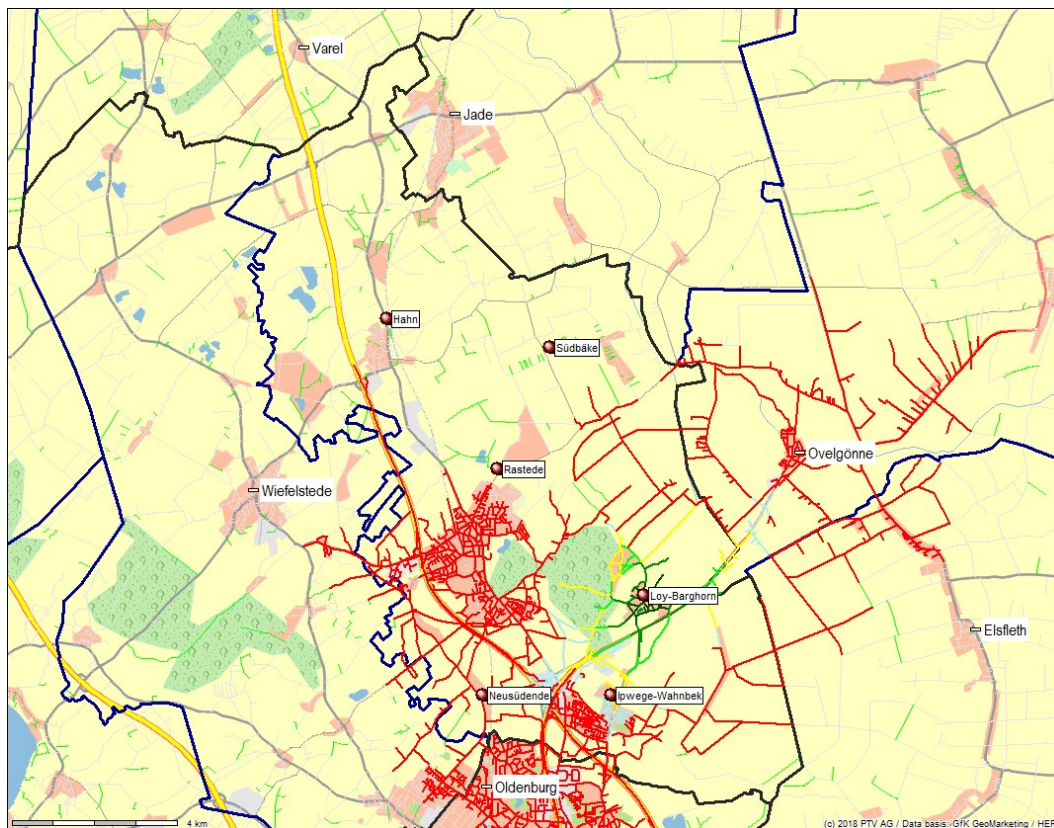 Varel
Jade
Hahn
Südbäke
Ovelgönne
Rastede
Wiefelstede
Loy-Barghorn
Elsfleth
Neusüdende
Ipwege-Wahnbek
Oldenburg
4 km
(c) 2018 PTV AG / Data basis: GfK GeoMarketing / HER